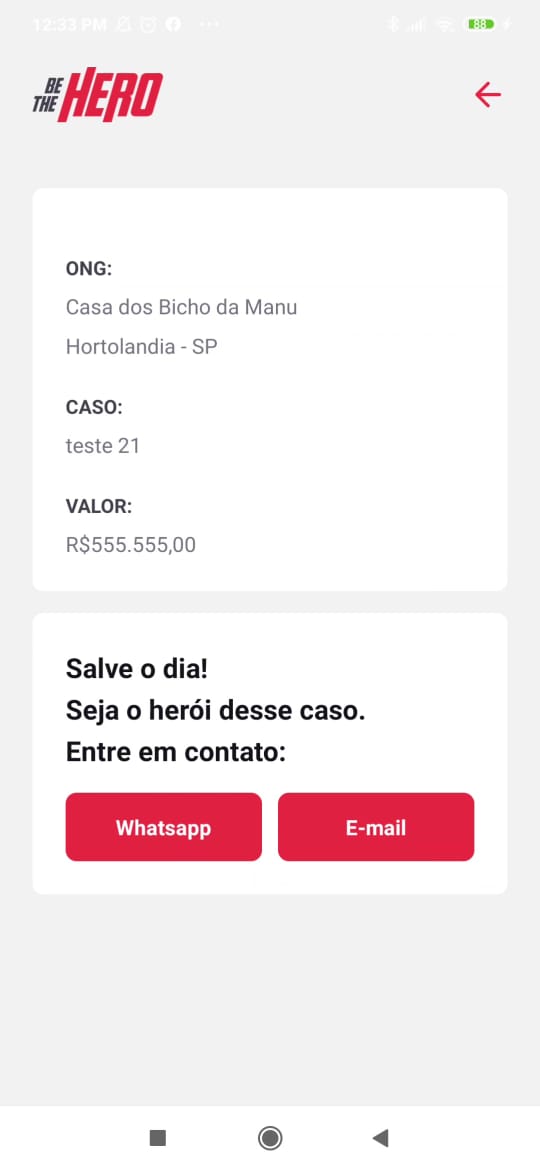 12:33 PM
88
BE THE HERO
ONG:
Casa dos Bicho da Manu
Hortolandia - SP
CASO:
teste 21
VALOR:
R$555.555,00
Salve o dia!
Seja o herói desse caso.
Entre em contato:
Whatsapp
E-mail